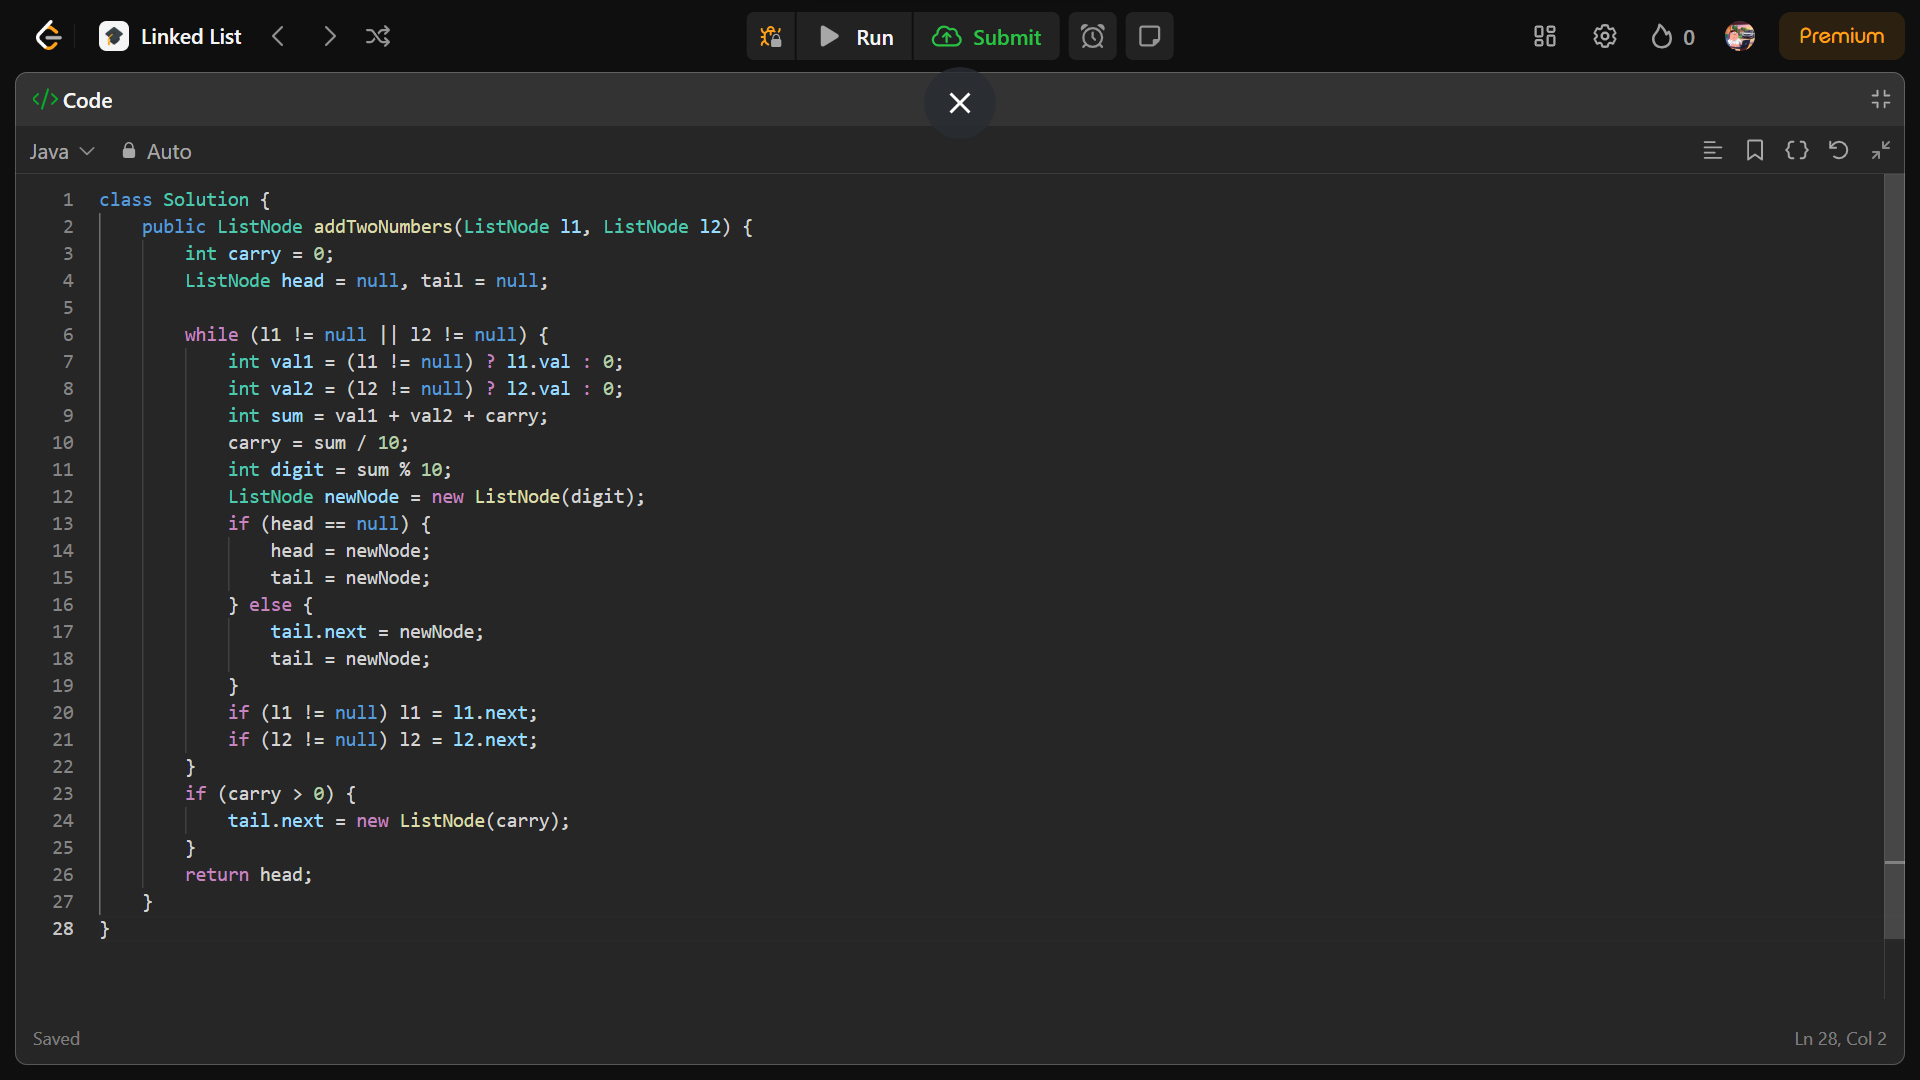 Linked List
Run
Submit
0
Premium
</> Code
Java
Auto
1 class Solution {
2     public ListNode addTwoNumbers(ListNode l1, ListNode l2) {
3         int carry = 0;
4         ListNode head = null, tail = null;
5
6         while (l1 != null || l2 != null) {
7             int val1 = (l1 != null) ? l1.val : 0;
8             int val2 = (l2 != null) ? l2.val : 0;
9             int sum = val1 + val2 + carry;
10             carry = sum / 10;
11             int digit = sum % 10;
12             ListNode newNode = new ListNode(digit);
13             if (head == null) {
14                 head = newNode;
15                 tail = newNode;
16             } else {
17                 tail.next = newNode;
18                 tail = newNode;
19             }
20             if (l1 != null) l1 = l1.next;
21             if (l2 != null) l2 = l2.next;
22         }
23         if (carry > 0) {
24             tail.next = new ListNode(carry);
25         }
26         return head;
27     }
28 }
Saved
Ln 28, Col 2